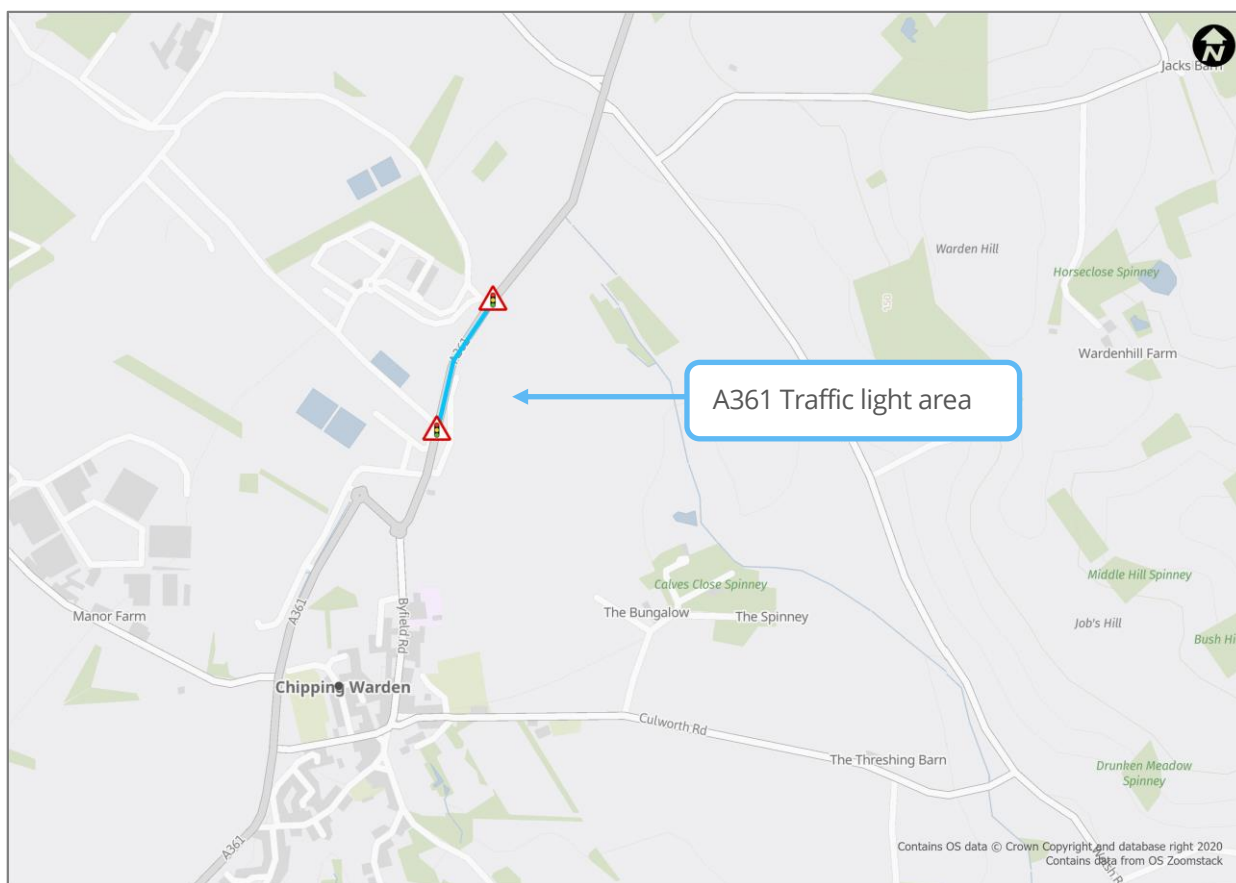 N
Jacks Barn
Warden Hill
Horseclose Spinney
Wardenhill Farm
A361
A361 Traffic light area
Calves Close Spinney
The Bungalow
The Spinney
Middle Hill Spinney
Job's Hill
Bush Hi
Manor Farm
A361
Byfield Rd
Chipping Warden
Culworth Rd
The Threshing Barn
Drunken Meadow
Spinney
A361
Contains OS data © Crown Copyright and database right 2020
Contains data from OS Zoomstack